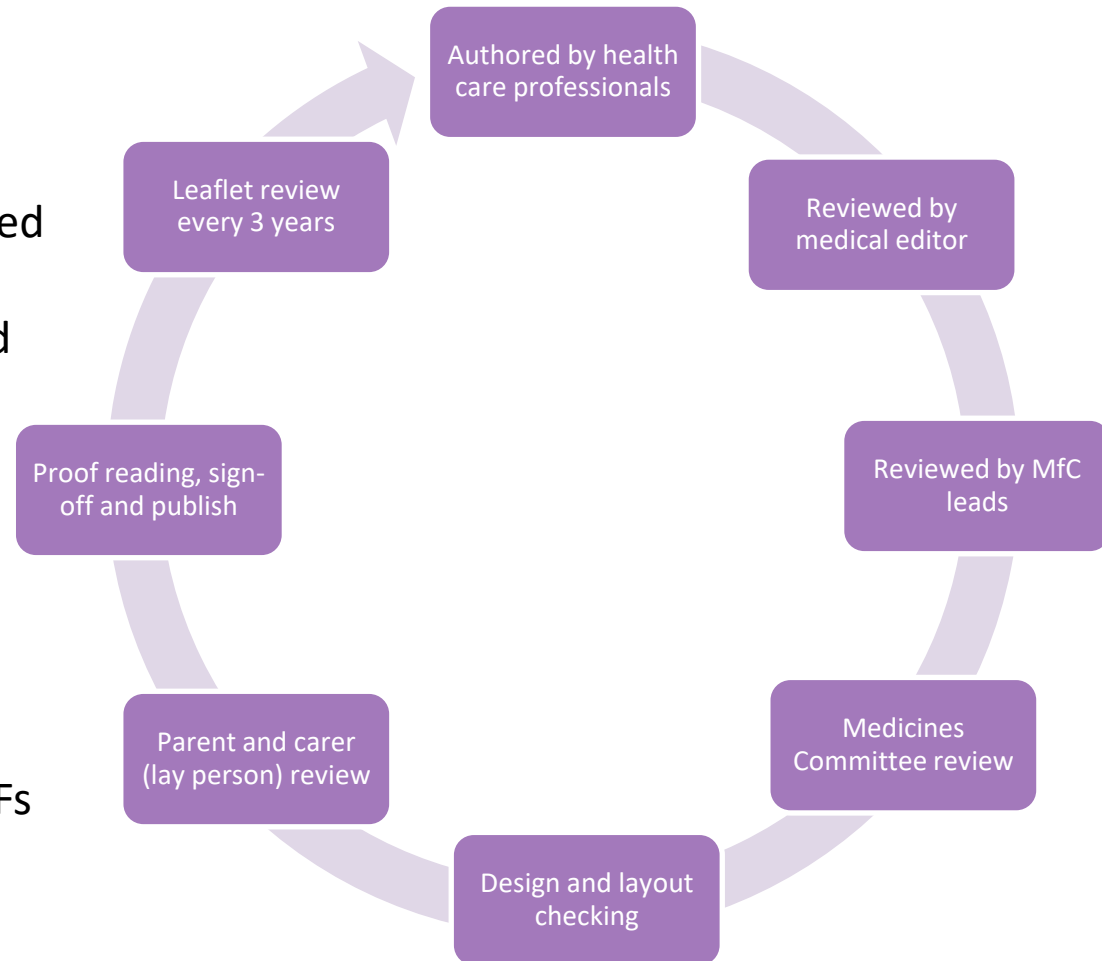 Authored by health
care professionals
Reviewed by
medical editor
Reviewed by MfC
leads
Medicines
Committee review
Design and layout
checking
Parent and carer
(lay person) review
Proof reading, sign-
off and publish
Leaflet review
every 3 years